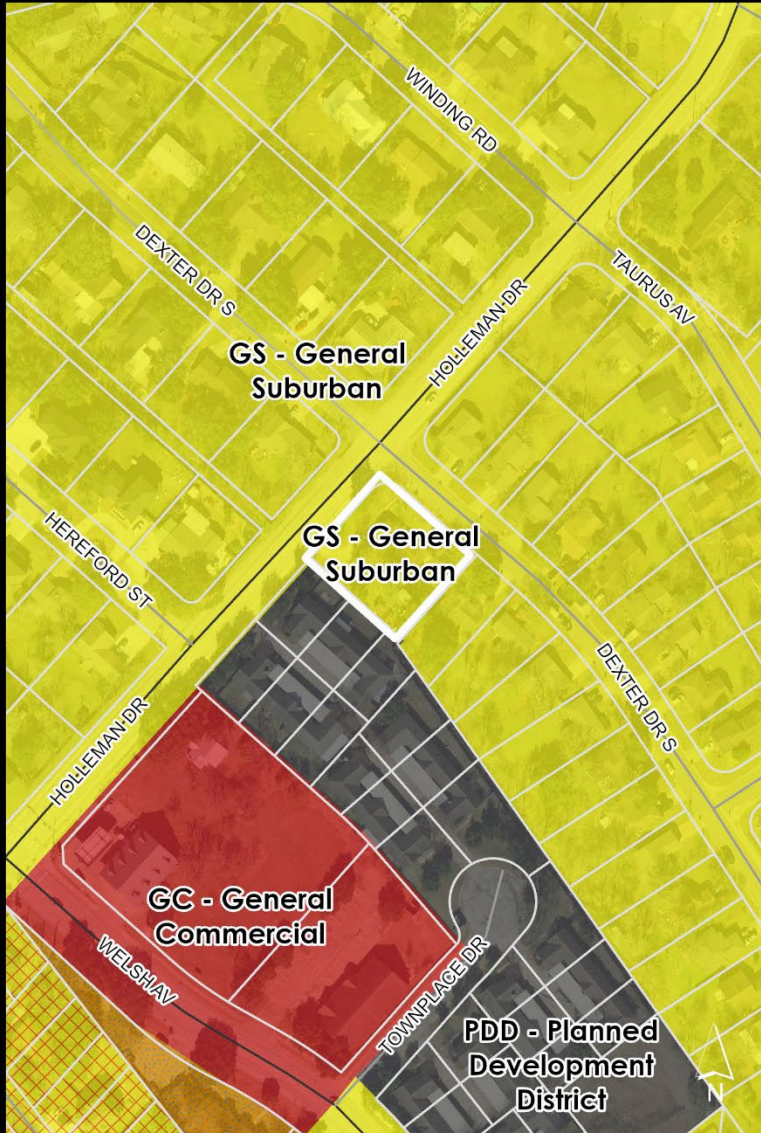 WINDING RD
DEXTER DR S
TAURUS AV
HOLLEMAN DR
GS - General
Suburban
HEREFORD ST
GS - General
Suburban
DEXTER DR S
HOLLEMAN DR
GC - General
Commercial
WELSH AV
TOWNPLACE DR
PDD - Planned
Development
District
N